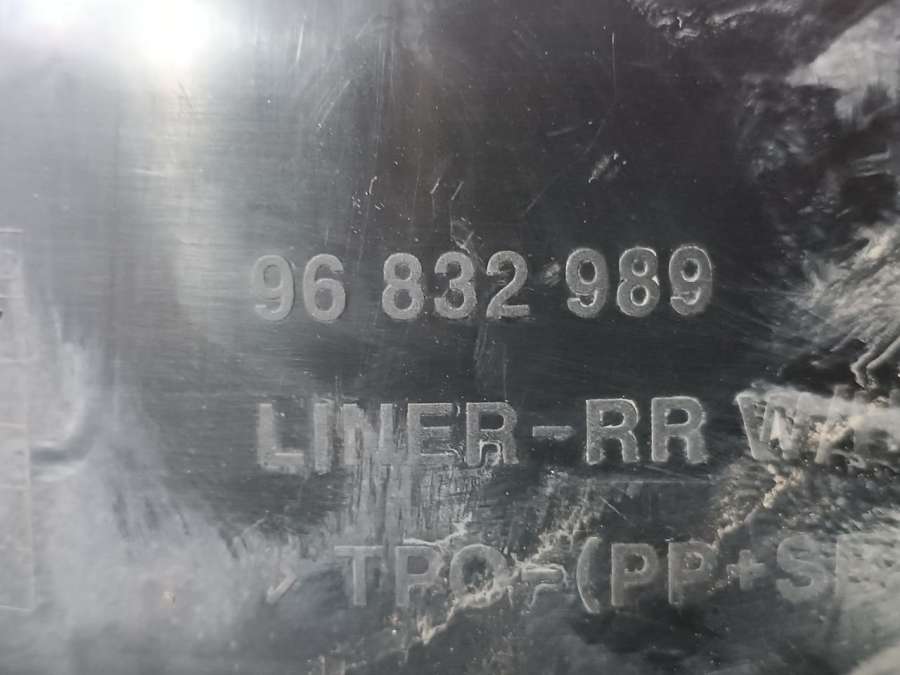 96 832 989
LINER-RR
> TPO-(PP+